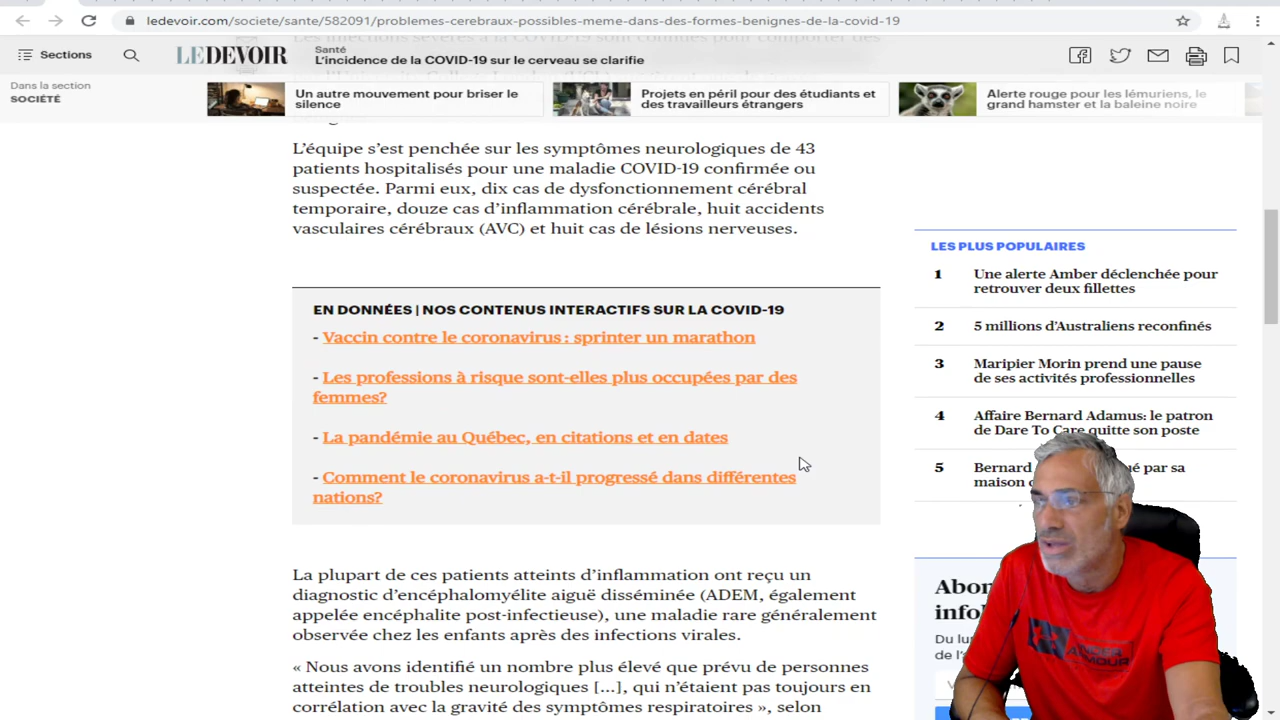 ledevoir.com/societe/sante/582091/problemes-cerebraux-possibles-meme-dans-des-formes-benignes-de-la-covid-19
Sections
LE DEVOIR
Santé
L'incidence de la COVID-19 sur le cerveau se clarifie
Dans la section
SOCIÉTÉ
Un autre mouvement pour briser le
silence
Projets en péril pour des étudiants et
des travailleurs étrangers
Alerte rouge pour les lémuriens, le
grand hamster et la baleine noire
L'équipe s'est penchée sur les symptômes neurologiques de 43
patients hospitalisés pour une maladie COVID-19 confirmée ou
suspectée. Parmi eux, dix cas de dysfonctionnement cérébral
temporaire, douze cas d'inflammation cérébrale, huit accidents
vasculaires cérébraux (AVC) et huit cas de lésions nerveuses.
EN DONNÉES | NOS CONTENUS INTERACTIFS SUR LA COVID-19
- Vaccin contre le coronavirus : sprinter un marathon
- Les professions à risque sont-elles plus occupées par des
femmes?
- La pandémie au Québec, en citations et en dates
- Comment le coronavirus a-t-il progressé dans différentes
nations?
La plupart de ces patients atteints d'inflammation ont reçu un
diagnostic d'encéphalomyélite aiguë disséminée (ADEM, également
appelée encéphalite post-infectieuse), une maladie rare généralement
observée chez les enfants après des infections virales.
« Nous avons identifié un nombre plus élevé que prévu de personnes
atteintes de troubles neurologiques [...], qui n'étaient pas toujours en
corrélation avec la gravité des symptômes respiratoires », selon
LES PLUS POPULAIRES
1 Une alerte Amber déclenchée pour
retrouver deux fillettes
2 5 millions d'Australiens reconfinés
3 Maripier Morin prend une pause
de ses activités professionnelles
4 Affaire Bernard Adamus: le patron
de Dare To Care quitte son poste
5 Bernard
ué par sa
maison
Abon
info
Du lu
de l'a